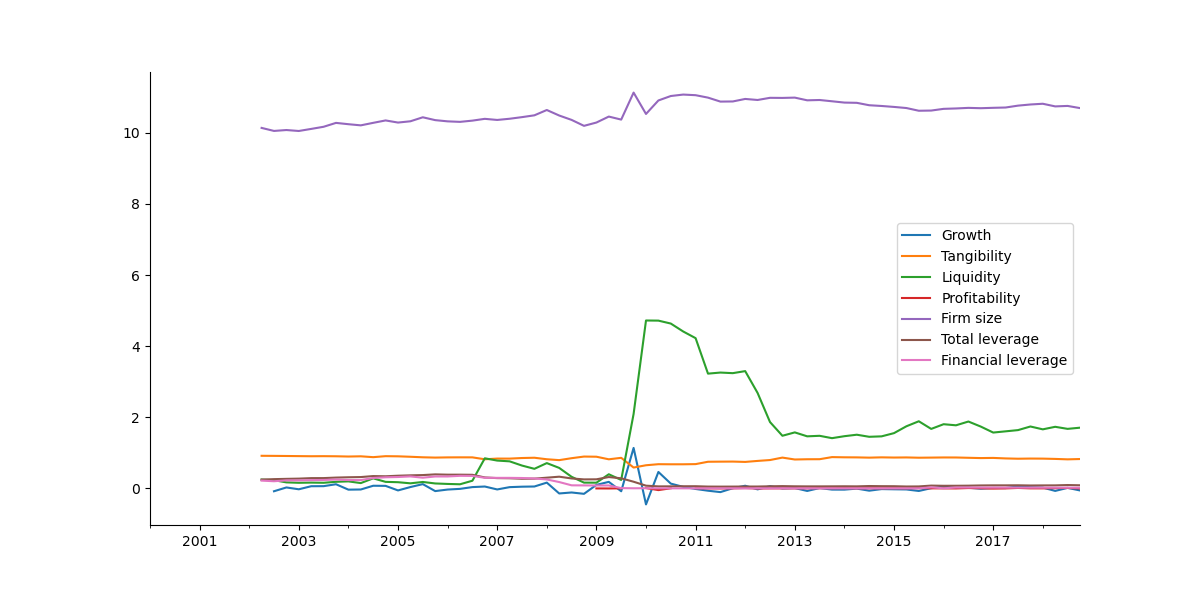 10
8
6
4
2
0
Growth
Tangibility
Liquidity
Profitability
Firm size
Total leverage
Financial leverage
2001 2003 2005 2007 2009 2011 2013 2015 2017